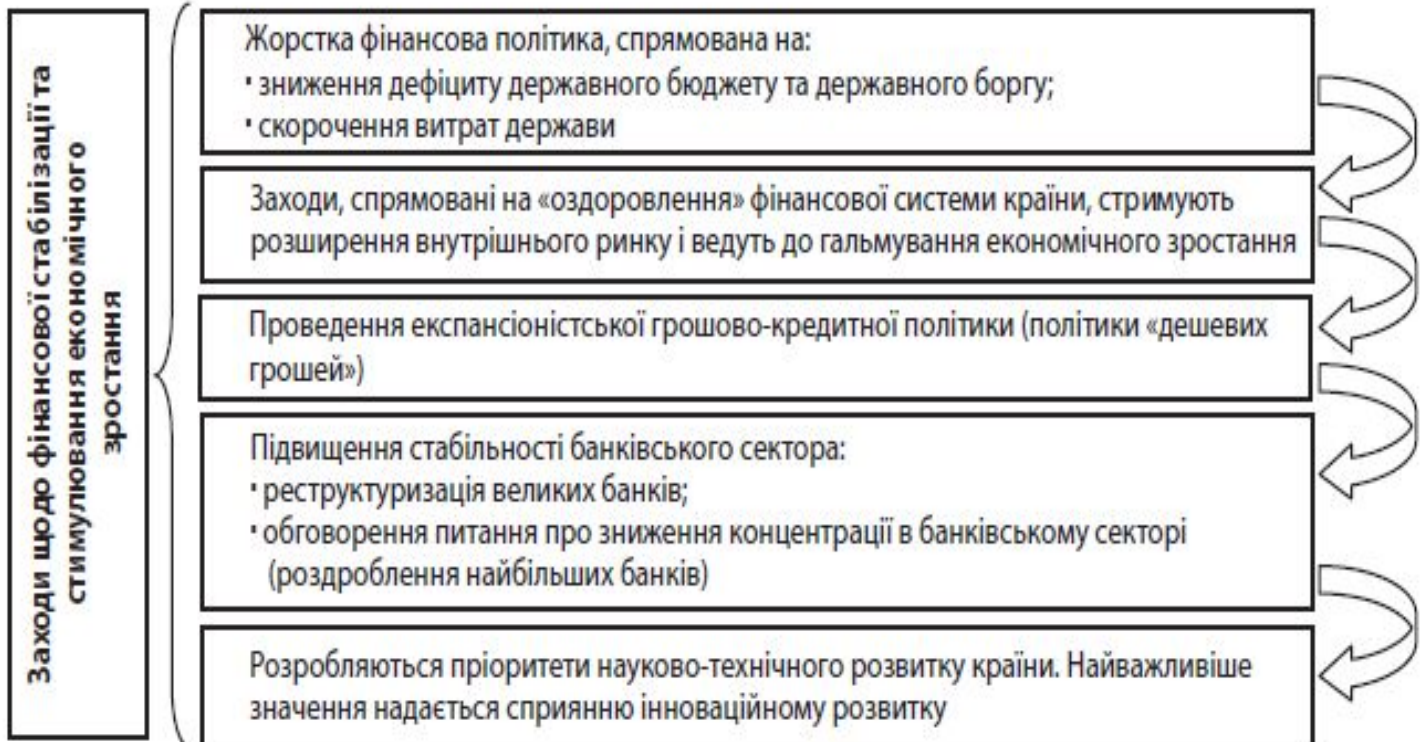 Заходи щодо фінансової стабілізації та
стимулювання економічного
зростання
Жорстка фінансова політика, спрямована на:
• зниження дефіциту державного бюджету та державного боргу;
• скорочення витрат держави
Заходи, спрямовані на «оздоровлення» фінансової системи країни, стримують
розширення внутрішнього ринку і ведуть до гальмування економічного зростання
Проведення експансіоністської грошово-кредитної політики (політики «дешевих
грошей»)
Підвищення стабільності банківського сектора:
• реструктуризація великих банків;
• обговорення питання про зниження концентрації в банківському секторі
(роздроблення найбільших банків)
Розробляються пріоритети науково-технічного розвитку країни. Найважливіше
значення надається сприянню інноваційному розвитку